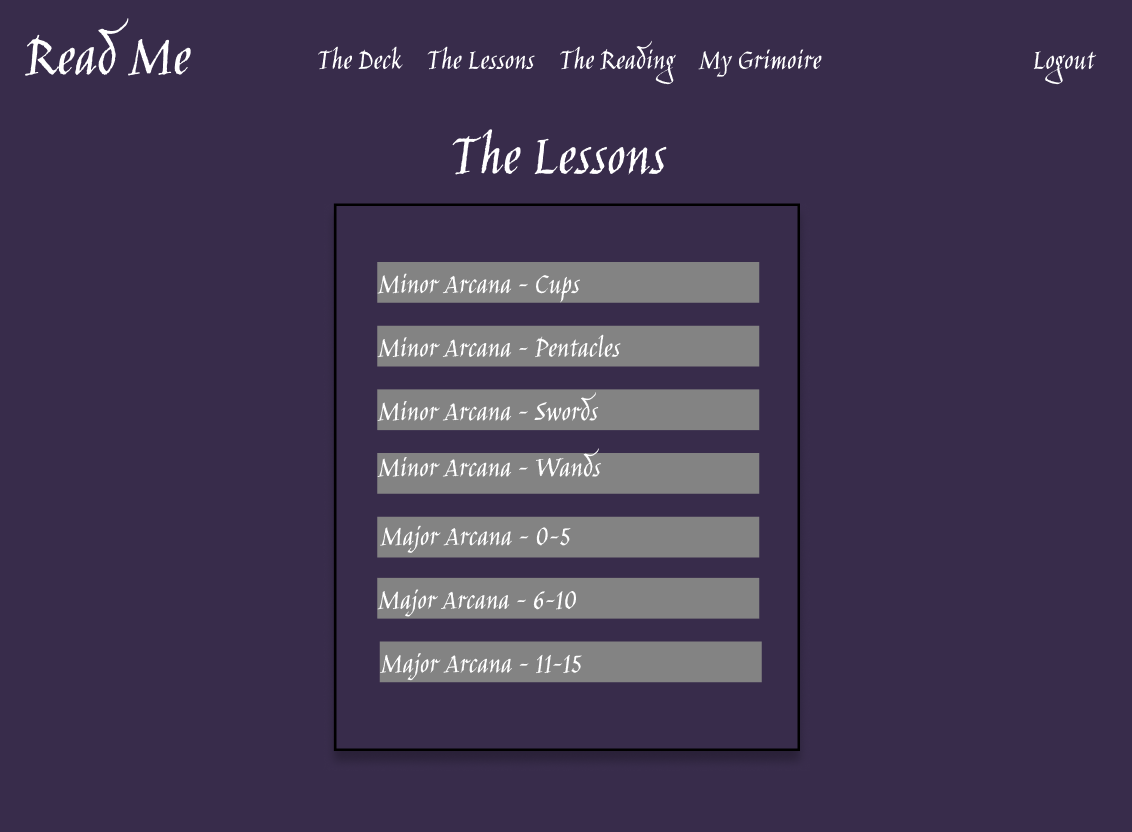 Read Me
The Deck The Lessons The Reading My Grimoire Logout
The Lessons
Minor Arcana - Cups
Minor Arcana - Pentacles
Minor Arcana - Swords
Minor Arcana - Wands
Major Arcana - 0-5
Major Arcana - 6-10
Major Arcana - 11-15